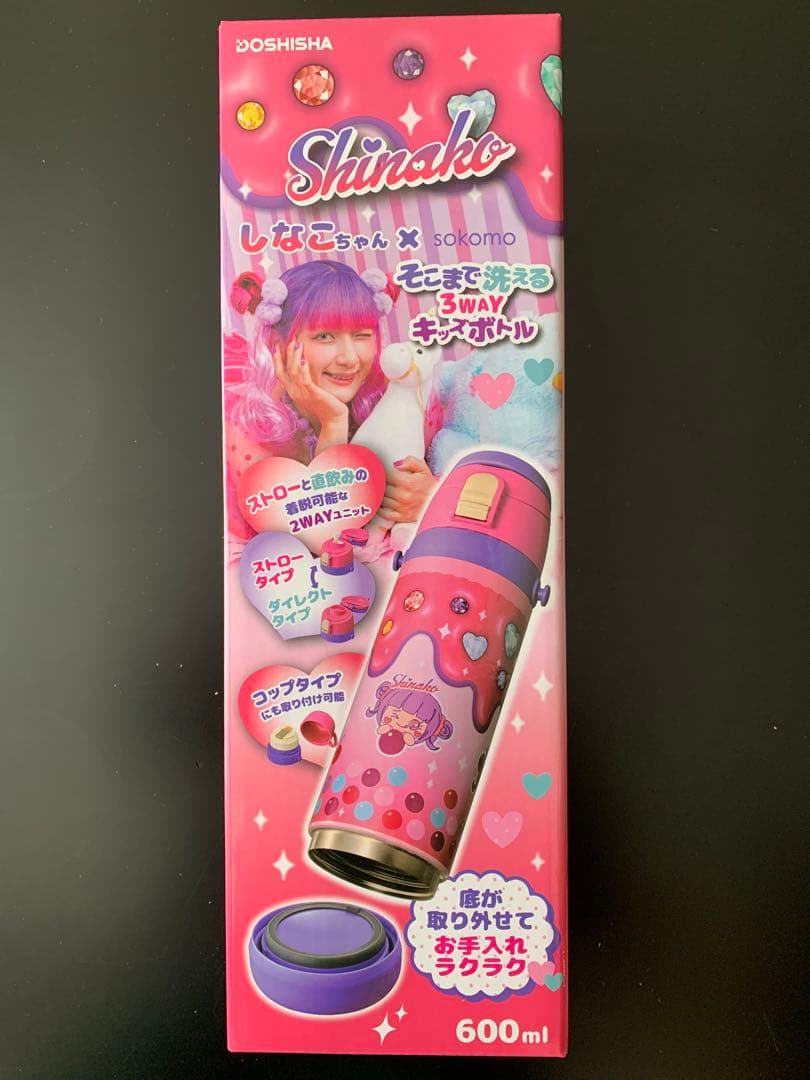 DOSHISHA
Shinako
しなこちゃん × sokomo
そこまで洗える
3WAY
キッズボトル
ストローと直飲みの
着脱可能な
2WAYユニット
ストロー
タイプ
ダイレクト
タイプ
コップタイプ
にも取り付け可能
Shinako
底が
取り外せて
お手入れ
ラクラク
600ml